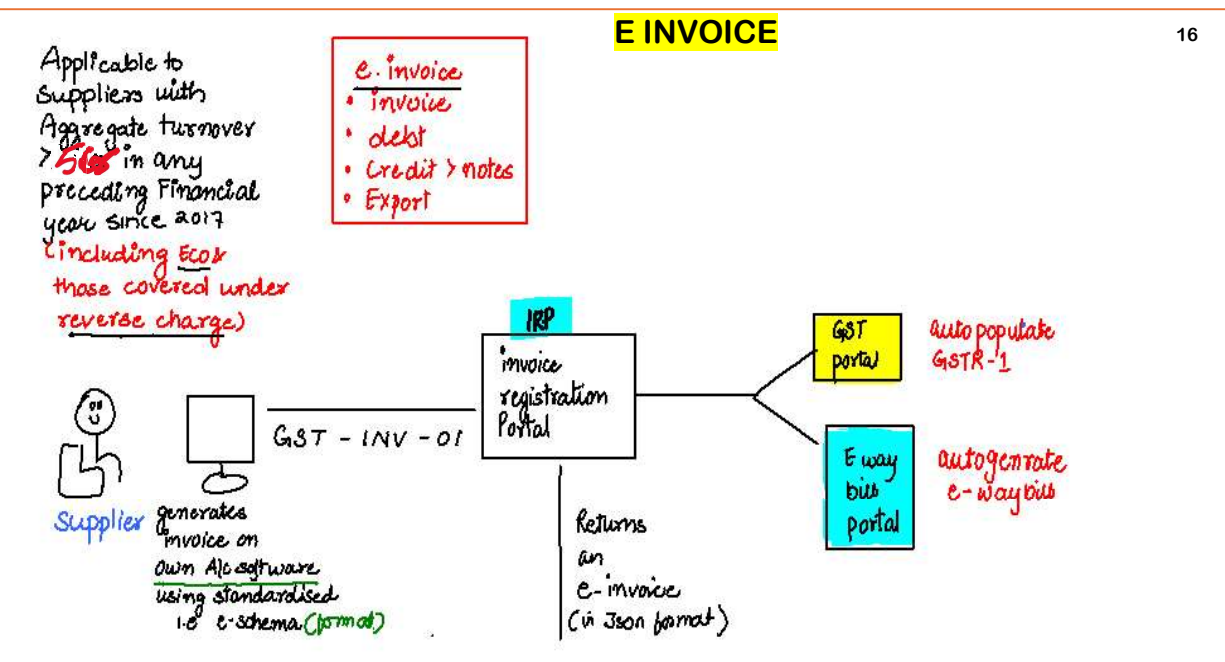 E INVOICE
16
Applicable to
Suppliers with
Aggregate turnover
> 5Cr in any
preceding Financial
year since 2017
(including Eco &
those covered under
reverse charge)
e. invoice
• invoice
• debt
• Credit > notes
• Export
Supplier
generates
invoice on
own A/c software
using standardised
i.e e-schema (format)
GST - INV - 01
IRP
invoice
registration
Portal
Returns
an
e-invoice
(in Json format)
GST
portal
auto populate
GSTR-1
E way
bill
portal
autogenrate
e-way bill